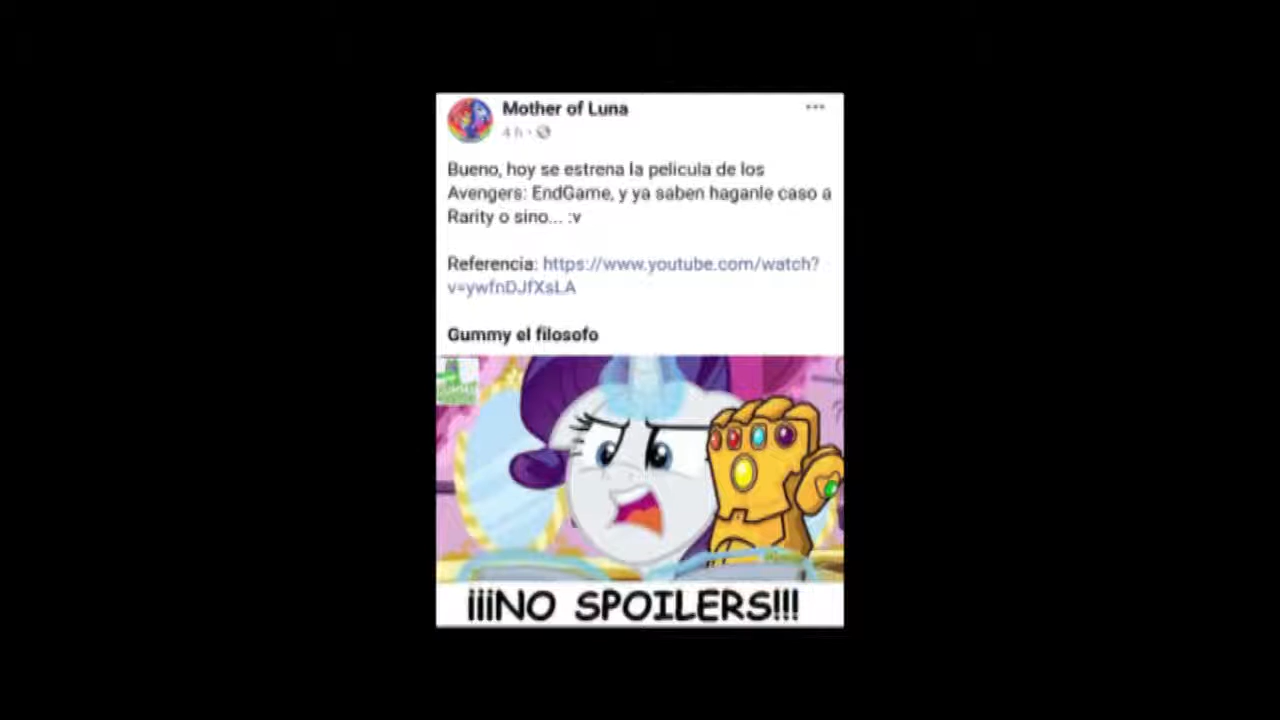 Mother of Luna
4 h ·
Bueno, hoy se estrena la pelicula de los
Avengers: EndGame, y ya saben haganle caso a
Rarity o sino... :v
Referencia: https://www.youtube.com/watch?
v=ywfnDJfXsLA
Gummy el filosofo
¡¡¡NO SPOILERS!!!